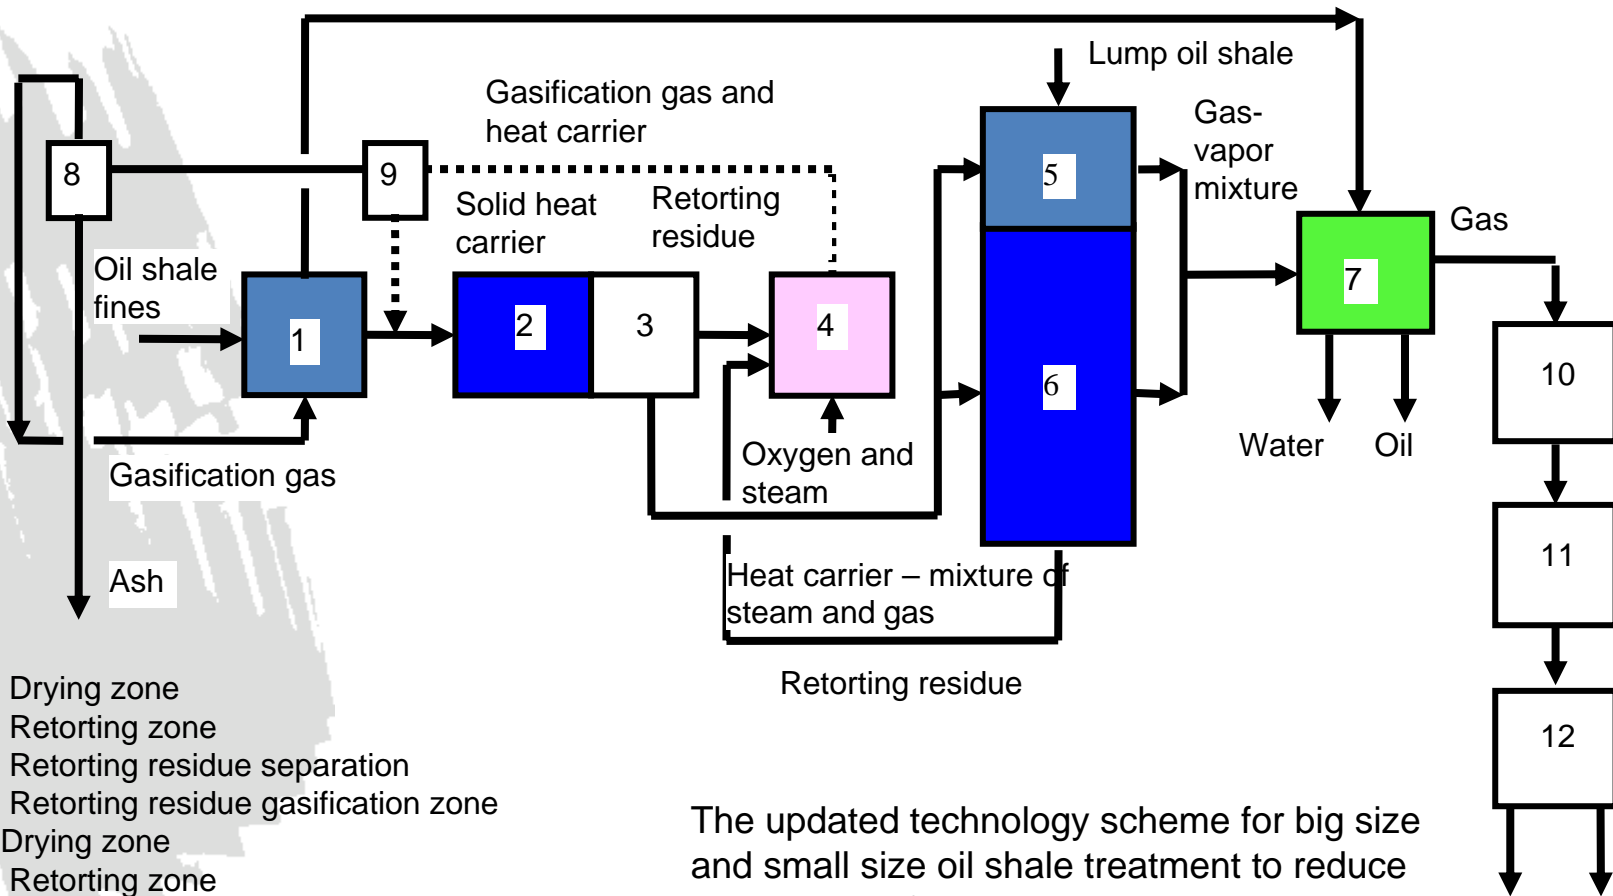 Lump oil shale
Gasification gas and
heat carrier
Gas-
vapor
mixture
8
9
5
Solid heat
carrier
Retorting
residue
Gas
Oil shale
fines
7
1
2
3
4
10
6
Water
Oil
Oxygen and
steam
Gasification gas
11
Ash
Heat carrier – mixture of
steam and gas
Retorting residue
12
Drying zone
Retorting zone
Retorting residue separation
Retorting residue gasification zone
Drying zone
Retorting zone
The updated technology scheme for big size
and small size oil shale treatment to reduce